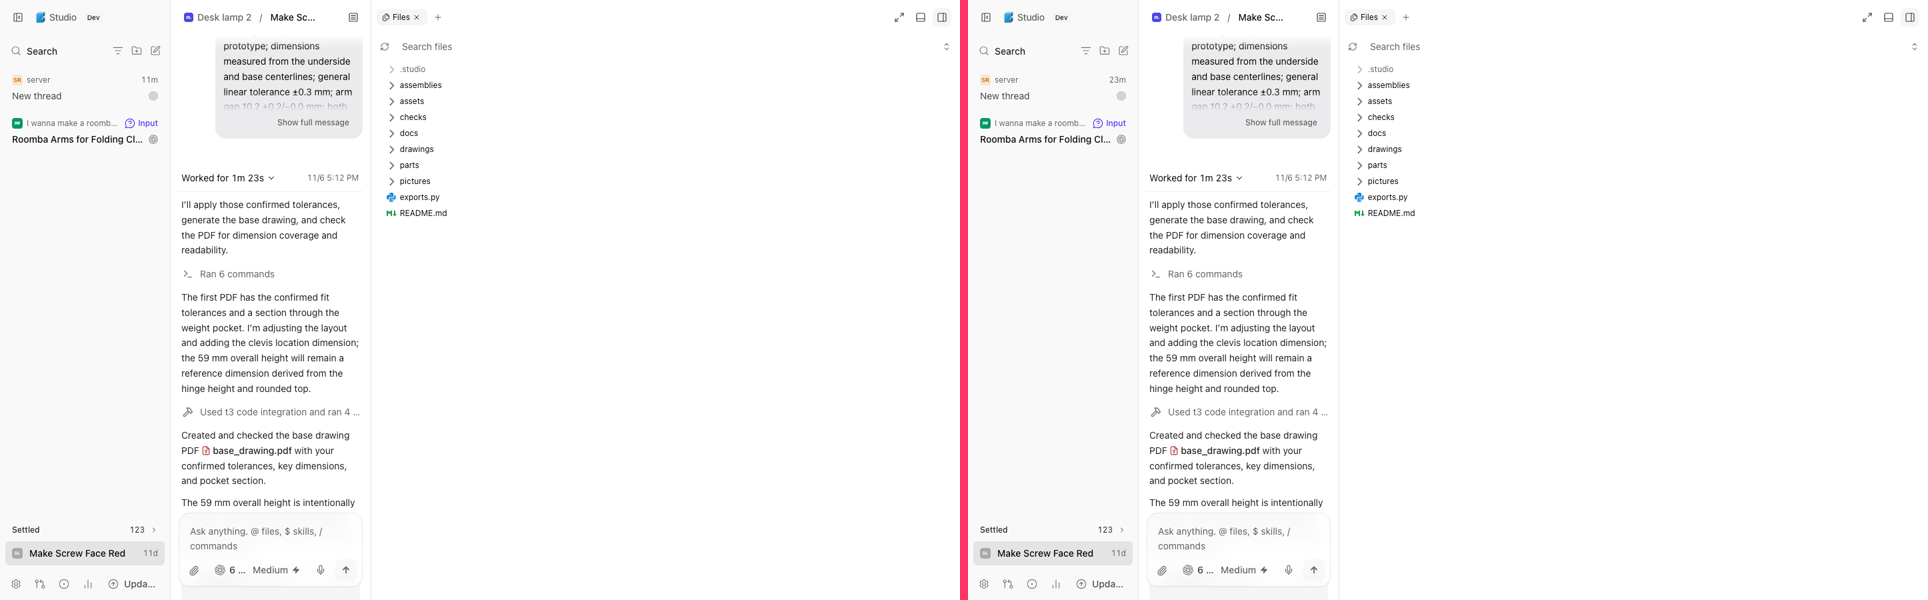 Studio Dev
Search
server 11m
New thread
I wanna make a roomb... Input
Roomba Arms for Folding Cl...
Settled 123
Make Screw Face Red 11d
Upda...
Desk lamp 2 / Make Sc...
prototype; dimensions
measured from the underside
and base centerlines; general
linear tolerance ±0.3 mm; arm
gap 10.2 +0.2/−0.0 mm; both
Show full message
Worked for 1m 23s 11/6 5:12 PM
I'll apply those confirmed tolerances,
generate the base drawing, and check
the PDF for dimension coverage and
readability.
Ran 6 commands
The first PDF has the confirmed fit
tolerances and a section through the
weight pocket. I'm adjusting the layout
and adding the clevis location dimension;
the 59 mm overall height will remain a
reference dimension derived from the
hinge height and rounded top.
Used t3 code integration and ran 4 ...
Created and checked the base drawing
PDF base_drawing.pdf with your
confirmed tolerances, key dimensions,
and pocket section.
The 59 mm overall height is intentionally
Ask anything. @ files, $ skills, /
commands
6 ... Medium
Files
Search files
.studio
assemblies
assets
checks
docs
drawings
parts
pictures
exports.py
README.md
Studio Dev
Search
server 23m
New thread
I wanna make a roomb... Input
Roomba Arms for Folding Cl...
Settled 123
Make Screw Face Red 11d
Upda...
Desk lamp 2 / Make Sc...
prototype; dimensions
measured from the underside
and base centerlines; general
linear tolerance ±0.3 mm; arm
gap 10.2 +0.2/−0.0 mm; both
Show full message
Worked for 1m 23s 11/6 5:12 PM
I'll apply those confirmed tolerances,
generate the base drawing, and check
the PDF for dimension coverage and
readability.
Ran 6 commands
The first PDF has the confirmed fit
tolerances and a section through the
weight pocket. I'm adjusting the layout
and adding the clevis location dimension;
the 59 mm overall height will remain a
reference dimension derived from the
hinge height and rounded top.
Used t3 code integration and ran 4 ...
Created and checked the base drawing
PDF base_drawing.pdf with your
confirmed tolerances, key dimensions,
and pocket section.
The 59 mm overall height is intentionally
Ask anything. @ files, $ skills, /
commands
6 ... Medium
Files
Search files
.studio
assemblies
assets
checks
docs
drawings
parts
pictures
exports.py
README.md